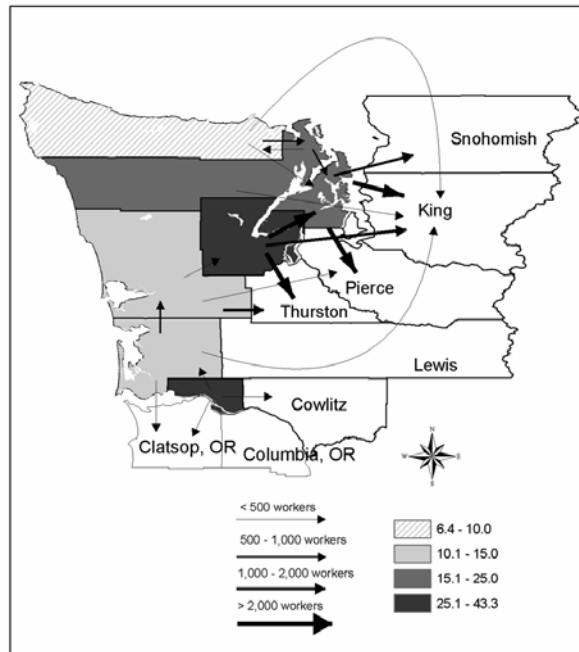 Snohomish
King
Pierce
Thurston
Lewis
Cowlitz
Clatsop, OR
Columbia, OR
N
W
E
S
< 500 workers
500 - 1,000 workers
1,000 - 2,000 workers
> 2,000 workers
6.4 - 10.0
10.1 - 15.0
15.1 - 25.0
25.1 - 43.3